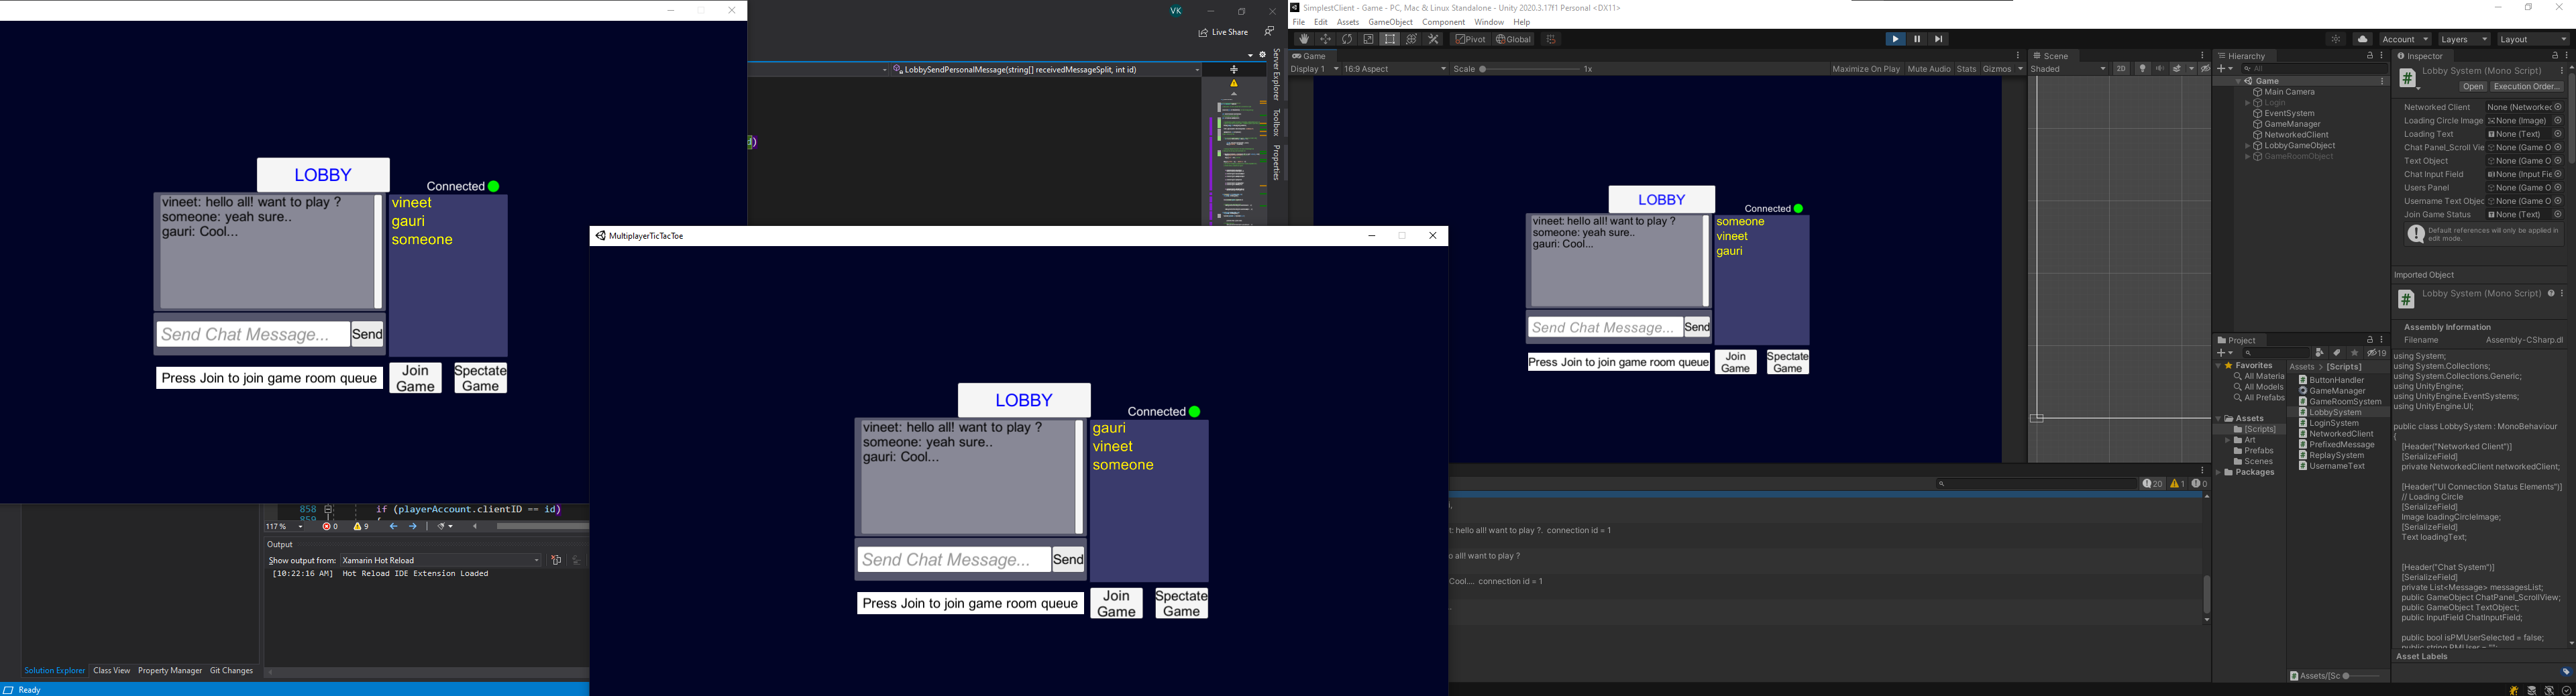 VK
Live Share
LobbySendPersonalMessage(string[] receivedMessageSplit, int id)
Server Explorer
Toolbox
Properties
LOBBY
Connected
vineet: hello all! want to play ?
someone: yeah sure..
gauri: Cool...
vineet
gauri
someone
Send Chat Message...
Send
Press Join to join game room queue
Join
Game
Spectate
Game
858
if (playerAccount.clientID == id)
859
117 %
0
9
Output
Show output from:
Xamarin Hot Reload
[10:22:16 AM]  Hot Reload IDE Extension Loaded
Solution Explorer
Class View
Property Manager
Git Changes
Ready
MultiplayerTicTacToe
LOBBY
Connected
vineet: hello all! want to play ?
someone: yeah sure..
gauri: Cool...
gauri
vineet
someone
Send Chat Message...
Send
Press Join to join game room queue
Join
Game
Spectate
Game
SimplestClient - Game - PC, Mac & Linux Standalone - Unity 2020.3.17f1 Personal <DX11>
File Edit Assets GameObject Component Window Help
Pivot
Global
Account
Layers
Layout
Game
Display 1
16:9 Aspect
Scale
1x
Maximize On Play
Mute Audio
Stats
Gizmos
LOBBY
Connected
vineet: hello all! want to play ?
someone: yeah sure..
gauri: Cool...
someone
vineet
gauri
Send Chat Message...
Send
Press Join to join game room queue
Join
Game
Spectate
Game
20
1
0
t: hello all! want to play ?.  connection id = 1
o all! want to play ?
Cool....  connection id = 1
Scene
Shaded
2D
Hierarchy
All
Game
Main Camera
Login
EventSystem
GameManager
NetworkedClient
LobbyGameObject
GameRoomObject
Project
19
Favorites
All Materia
All Models
All Prefabs
Assets
[Scripts]
Art
Prefabs
Scenes
Packages
Assets > [Scripts]
ButtonHandler
GameManager
GameRoomSystem
LobbySystem
LoginSystem
NetworkedClient
PrefixedMessage
ReplaySystem
UsernameText
Assets/[Sc
Inspector
Lobby System (Mono Script)
Open
Execution Order...
Networked Client
None (Networkec
Loading Circle Image
None (Image)
Loading Text
None (Text)
Chat Panel_Scroll Vie
None (Game O
Text Object
None (Game O
Chat Input Field
None (Input Fie
Users Panel
None (Game O
Username Text Objec
None (Game O
Join Game Status
None (Text)
Default references will only be applied in
edit mode.
Imported Object
Lobby System (Mono Script)
Assembly Information
Filename
Assembly-CSharp.dl
using System;
using System.Collections;
using System.Collections.Generic;
using UnityEngine;
using UnityEngine.EventSystems;
using UnityEngine.UI;
public class LobbySystem : MonoBehaviour
{
[Header("Networked Client")]
[SerializeField]
private NetworkedClient networkedClient;
[Header("UI Connection Status Elements")]
// Loading Circle
[SerializeField]
Image loadingCircleImage;
[SerializeField]
Text loadingText;
[Header("Chat System")]
[SerializeField]
private List<Message> messagesList;
public GameObject ChatPanel_ScrollView;
public GameObject TextObject;
public InputField ChatInputField;
public bool isPMUserSelected = false;
public string PMUser = "";
Asset Labels